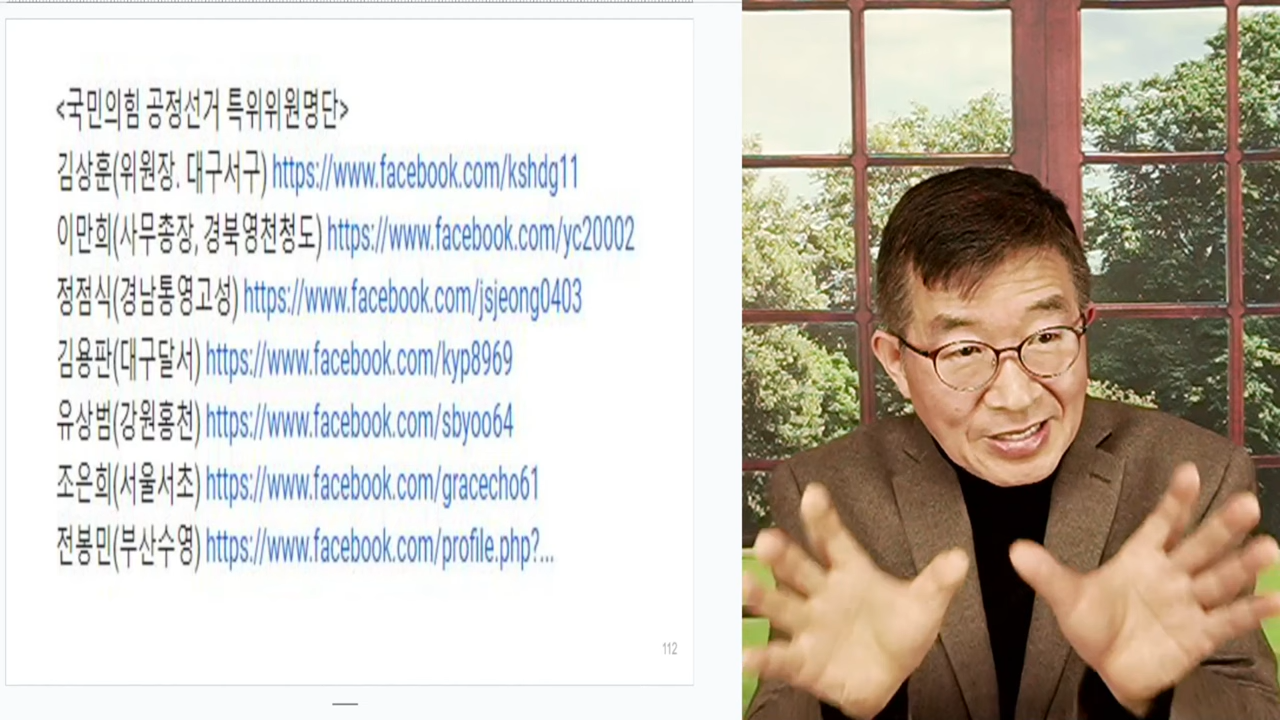 <국민의힘 공정선거 특위위원명단>
김상훈(위원장. 대구서구) https://www.facebook.com/kshdg11
이만희(사무총장, 경북영천청도) https://www.facebook.com/yc20002
정점식(경남통영고성) https://www.facebook.com/jsjeong0403
김용판(대구달서) https://www.facebook.com/kyp8969
유상범(강원홍천) https://www.facebook.com/sbyoo64
조은희(서울서초) https://www.facebook.com/gracecho61
전봉민(부산수영) https://www.facebook.com/profile.php?...
112